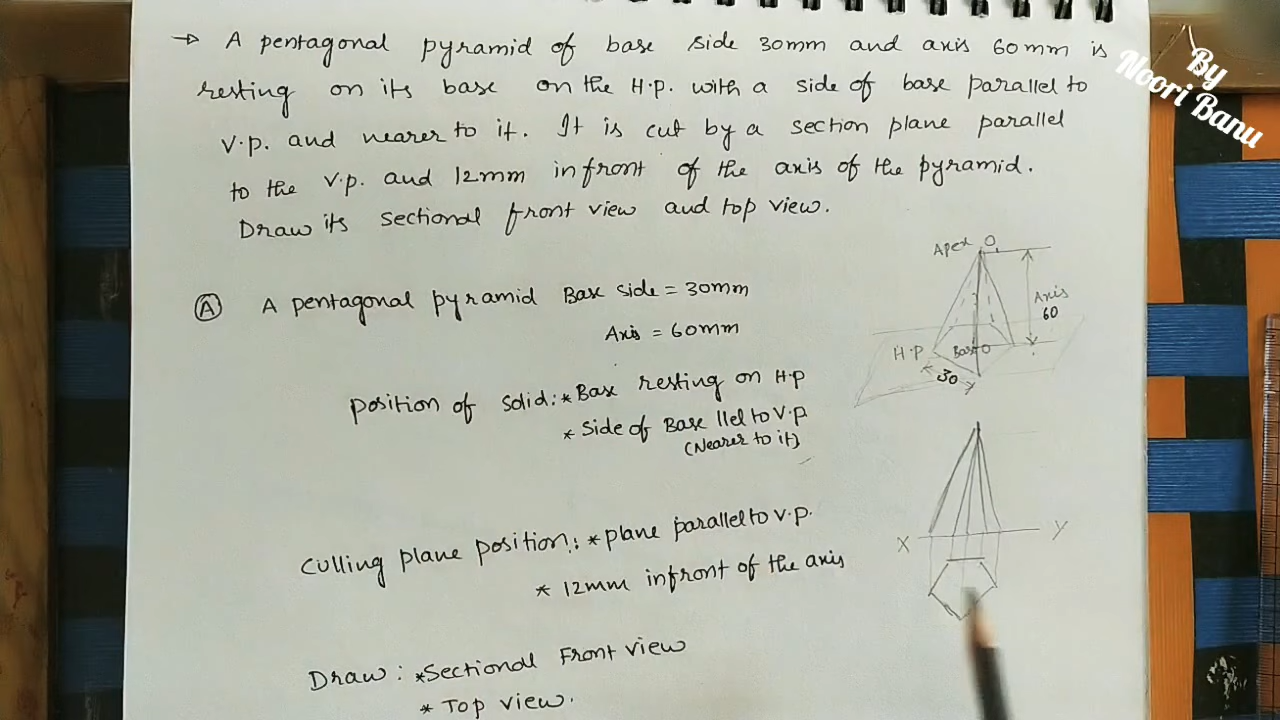 → A pentagonal pyramid of base side 30mm and axis 60mm is
resting on its base on the H.p. with a side of base parallel to
V.p. and nearer to it. It is cut by a section plane parallel
to the V.p. and 12mm infront of the axis of the pyramid.
Draw its sectional front view and top view.
By
Noori Banu
Ⓐ A pentagonal pyramid Base side = 30mm
Axis = 60mm
Position of solid: * Base resting on H.p
* Side of Base llel to V.p
(Nearer to it)
Culling plane position: * plane parallel to V.p.
* 12mm infront of the axis
Draw: * Sectional Front view
* Top view.
Apex O,
Axis
60
H.P
Base O
30
X
Y